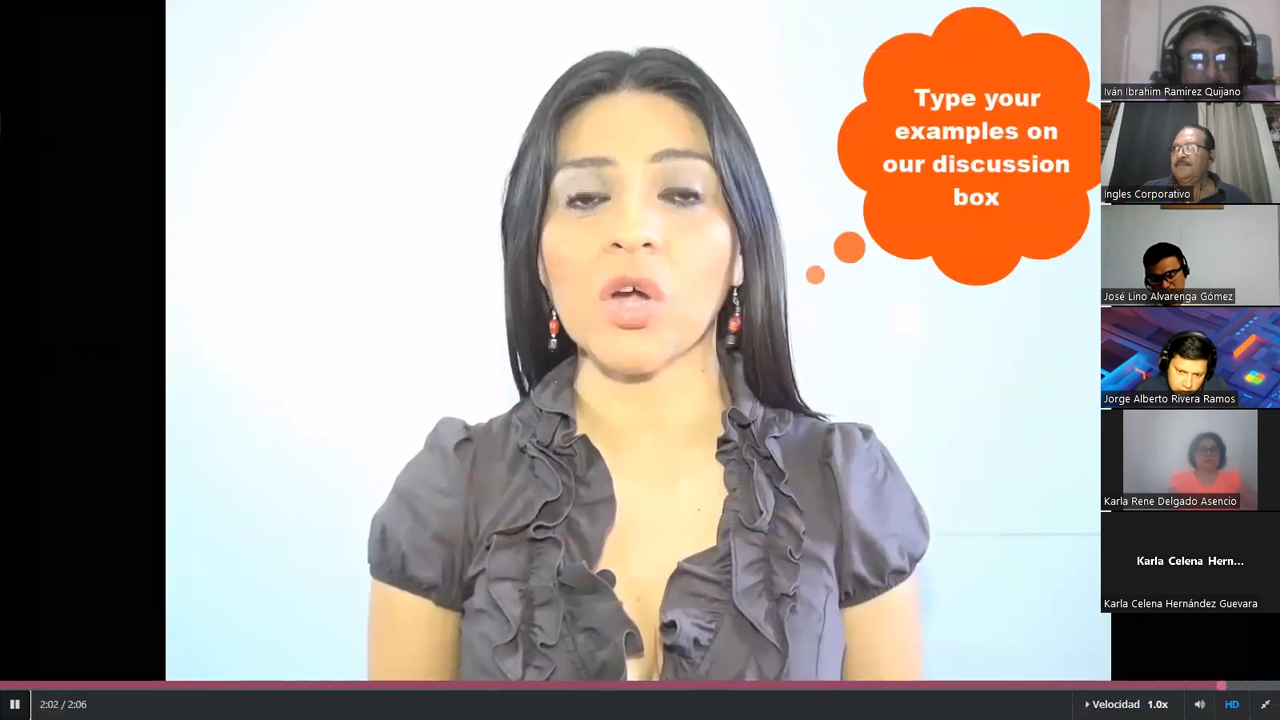 Type your
examples on
our discussion
box
Iván Ibrahim Ramírez Quijano
Ingles Corporativo
José Lino Alvarenga Gómez
Jorge Alberto Rivera Ramos
Karla Rene Delgado Asencio
Karla Celena Hern...
Karla Celena Hernández Guevara
2:02 / 2:06
Velocidad 1.0x
HD